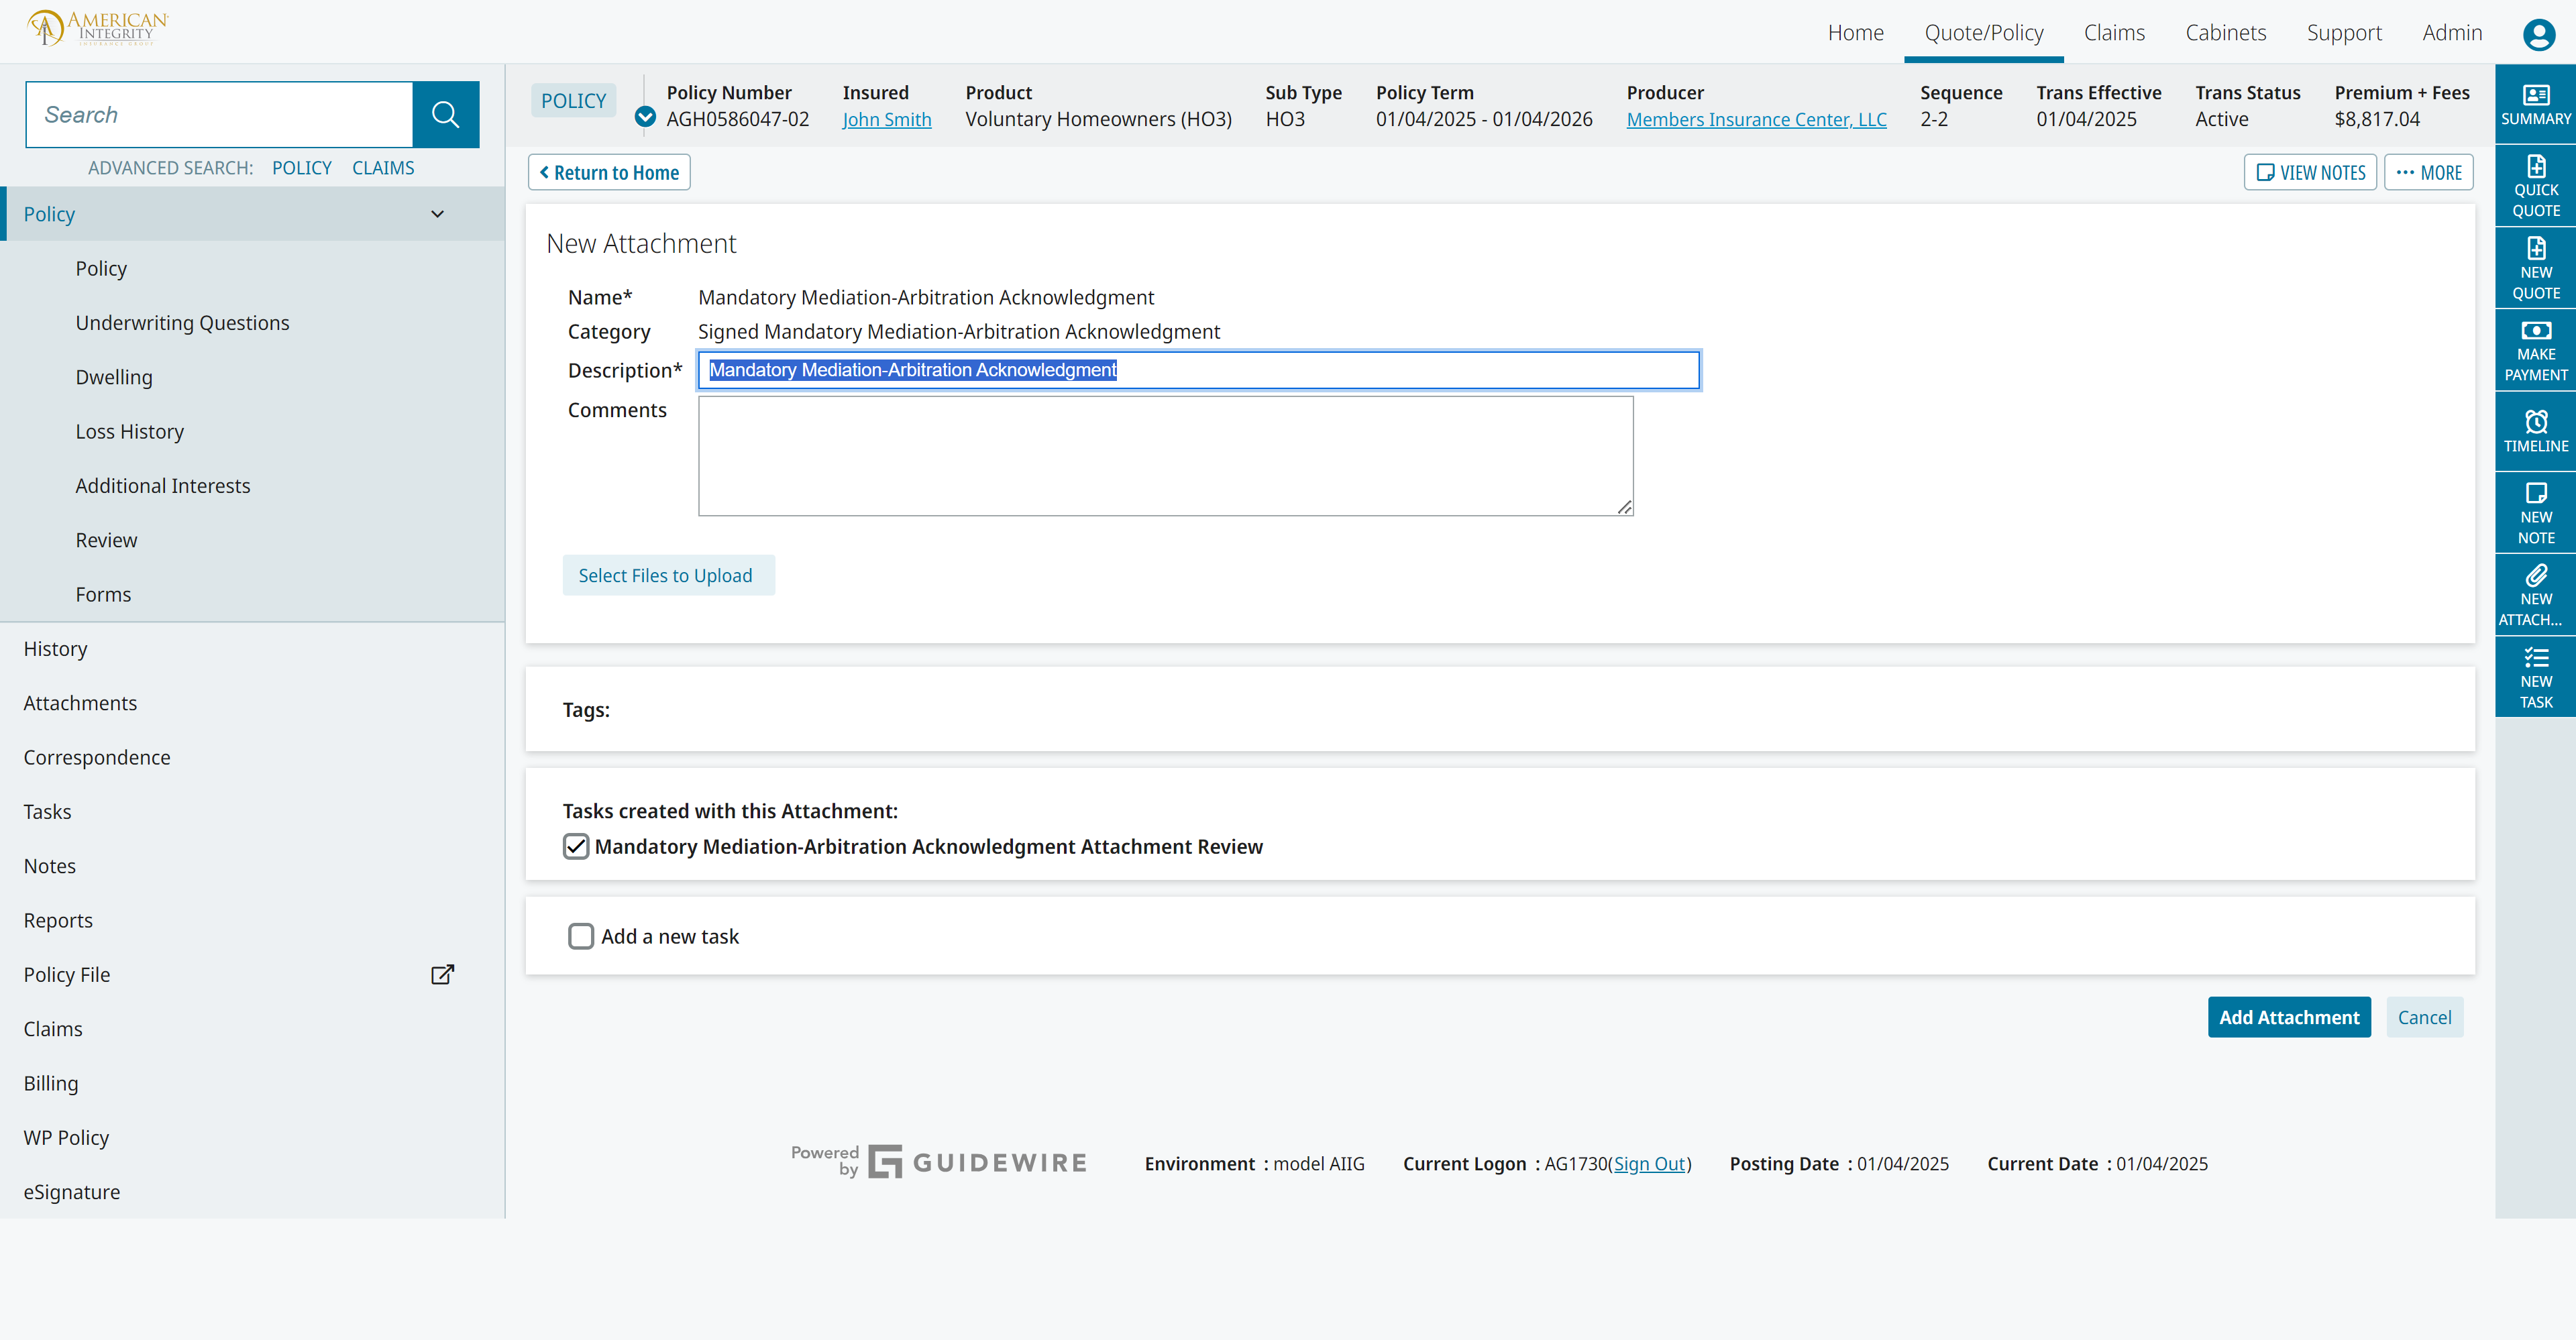 AMERICAN
INTEGRITY
INSURANCE GROUP
Home Quote/Policy Claims Cabinets Support Admin
Search
ADVANCED SEARCH: POLICY CLAIMS
Policy
Policy
Underwriting Questions
Dwelling
Loss History
Additional Interests
Review
Forms
History
Attachments
Correspondence
Tasks
Notes
Reports
Policy File
Claims
Billing
WP Policy
eSignature
POLICY
Policy Number Insured Product Sub Type Policy Term Producer Sequence Trans Effective Trans Status Premium + Fees
AGH0586047-02 John Smith Voluntary Homeowners (HO3) HO3 01/04/2025 - 01/04/2026 Members Insurance Center, LLC 2-2 01/04/2025 Active $8,817.04
Return to Home VIEW NOTES ••• MORE
New Attachment
Name* Mandatory Mediation-Arbitration Acknowledgment
Category Signed Mandatory Mediation-Arbitration Acknowledgment
Description* Mandatory Mediation-Arbitration Acknowledgment
Comments
Select Files to Upload
Tags:
Tasks created with this Attachment:
Mandatory Mediation-Arbitration Acknowledgment Attachment Review
Add a new task
Add Attachment Cancel
Powered
by GUIDEWIRE
Environment : model AIIG Current Logon : AG1730(Sign Out) Posting Date : 01/04/2025 Current Date : 01/04/2025
SUMMARY
QUICK
QUOTE
NEW
QUOTE
MAKE
PAYMENT
TIMELINE
NEW
NOTE
NEW
ATTACH...
NEW
TASK